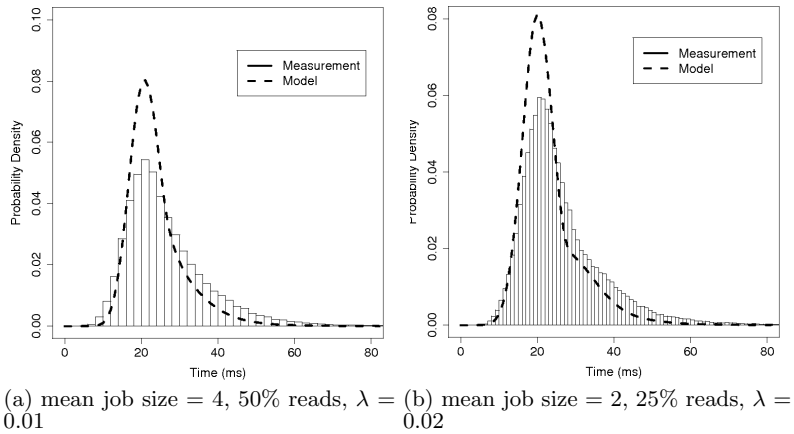 Probability Density
0.00 0.02 0.04 0.06 0.08 0.10
Measurement
Model
0 20 40 60 80
Time (ms)
Probability Density
0.00 0.02 0.04 0.06 0.08
Measurement
Model
0 20 40 60 80
Time (ms)
(a) mean job size = 4, 50% reads, λ =
0.01
(b) mean job size = 2, 25% reads, λ =
0.02